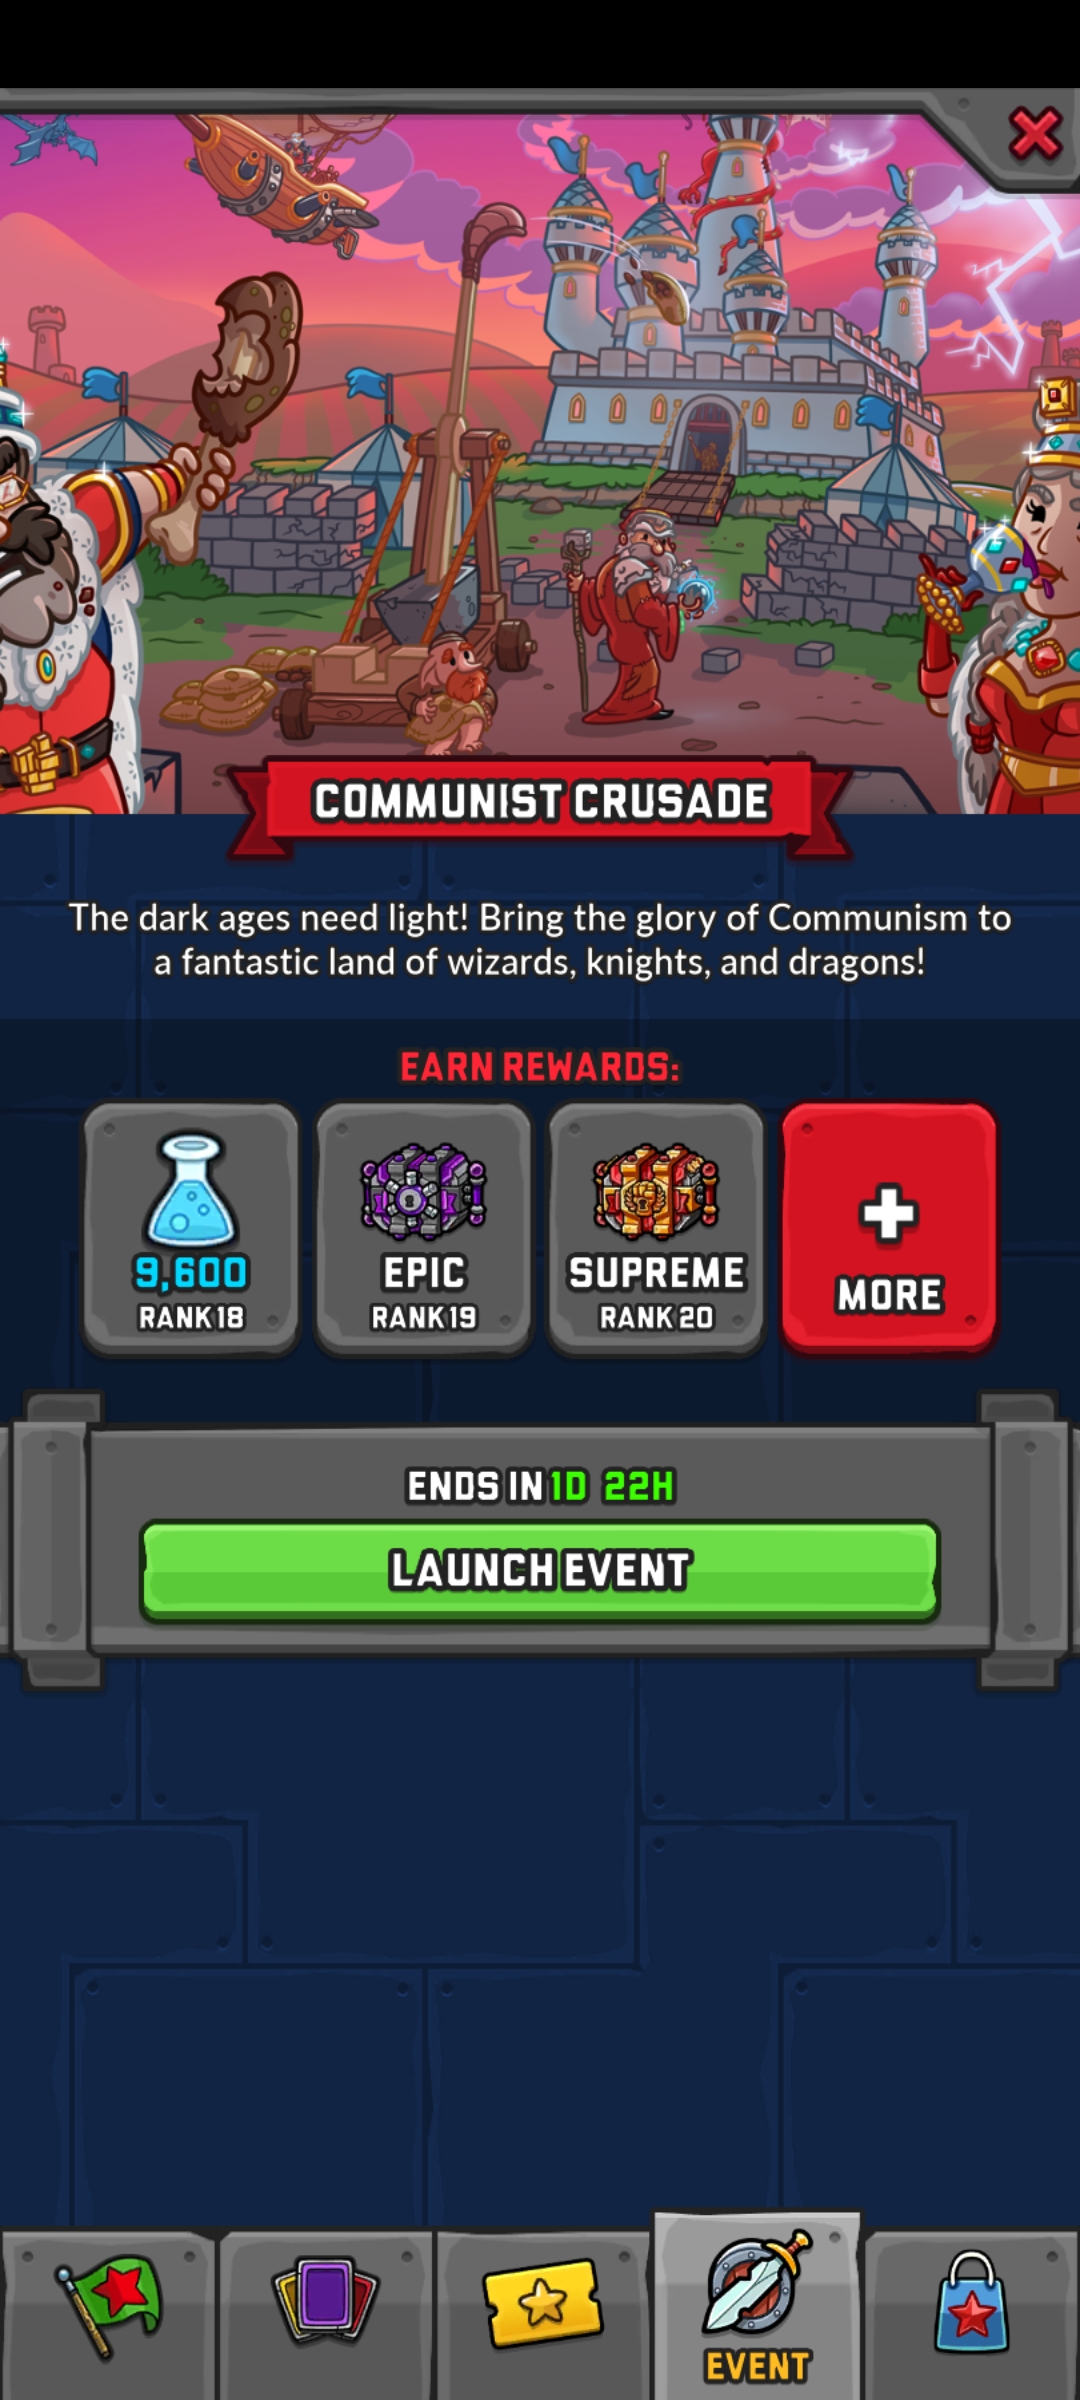 COMMUNIST CRUSADE
The dark ages need light! Bring the glory of Communism to
a fantastic land of wizards, knights, and dragons!
EARN REWARDS:
9,600
RANK 18
EPIC
RANK 19
SUPREME
RANK 20
MORE
ENDS IN 1D 22H
LAUNCH EVENT
EVENT